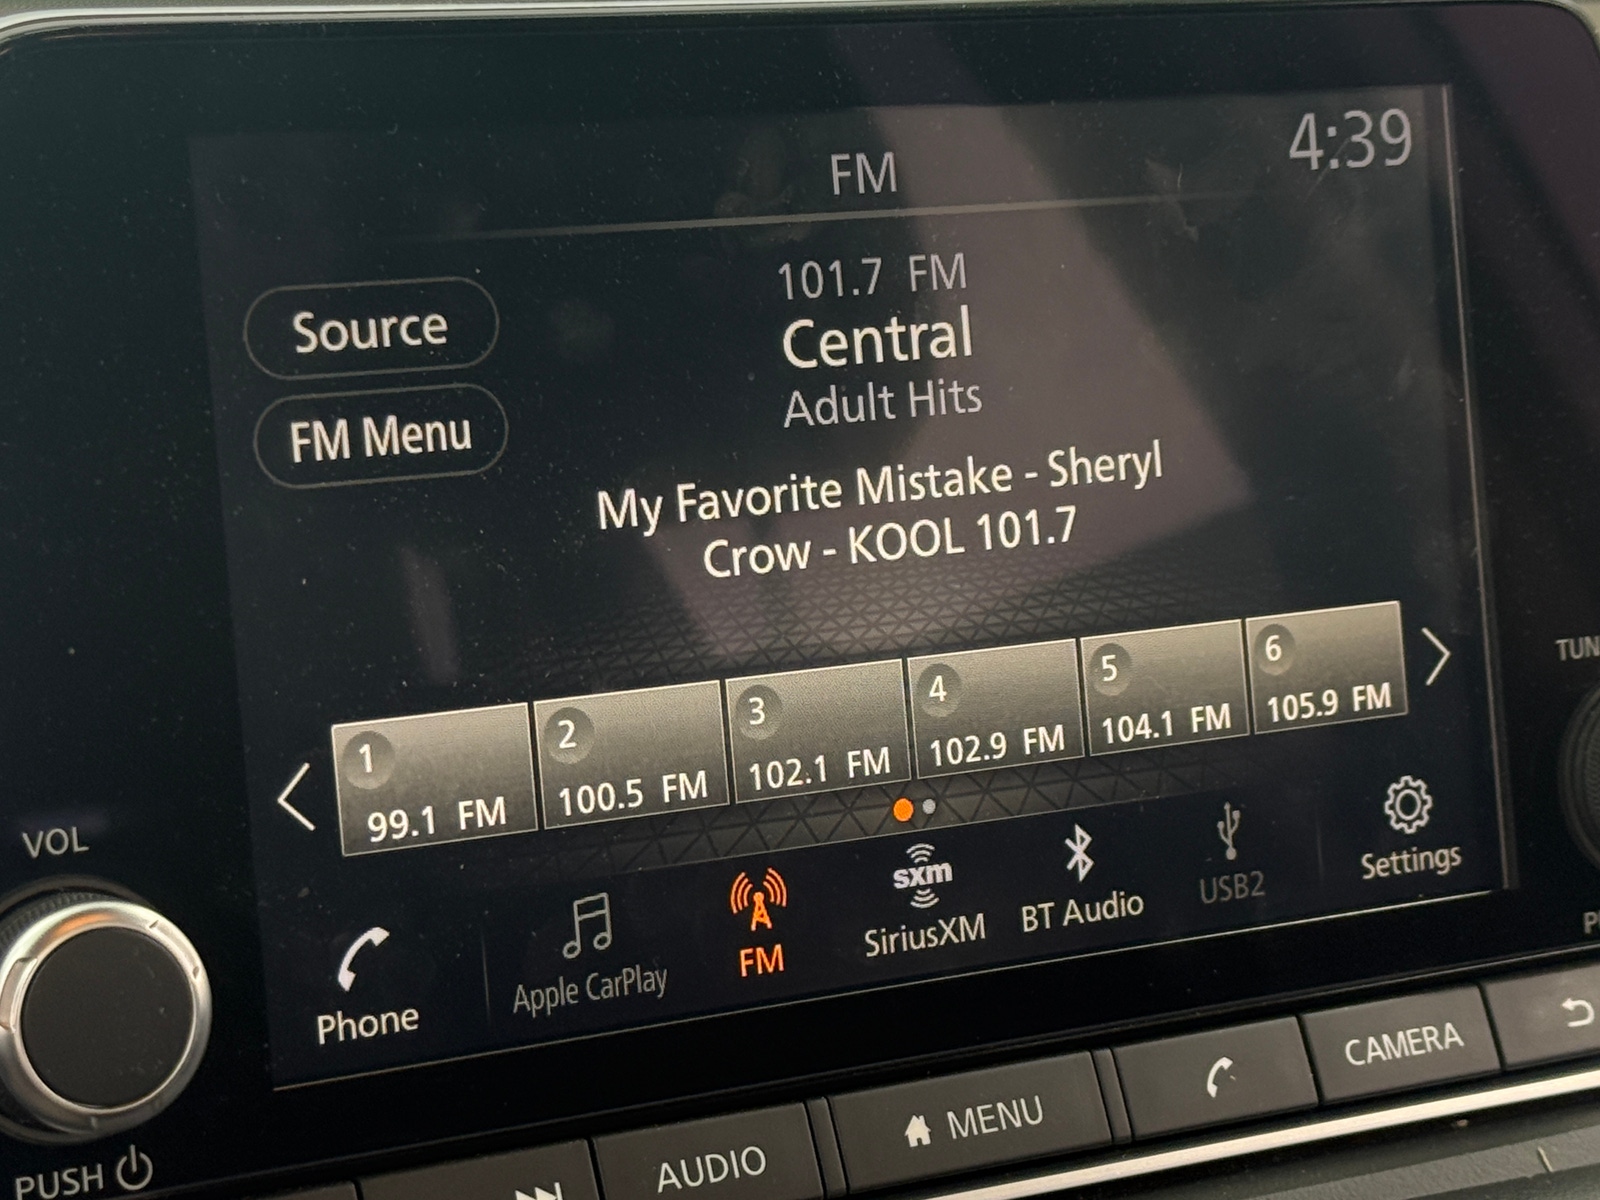 4:39
FM
101.7 FM
Source
Central
Adult Hits
FM Menu
My Favorite Mistake - Sheryl
Crow - KOOL 101.7
1
99.1 FM
2
100.5 FM
3
102.1 FM
4
102.9 FM
5
104.1 FM
6
105.9 FM
Phone
Apple CarPlay
FM
sxm
SiriusXM
BT Audio
USB2
Settings
VOL
PUSH
AUDIO
MENU
CAMERA